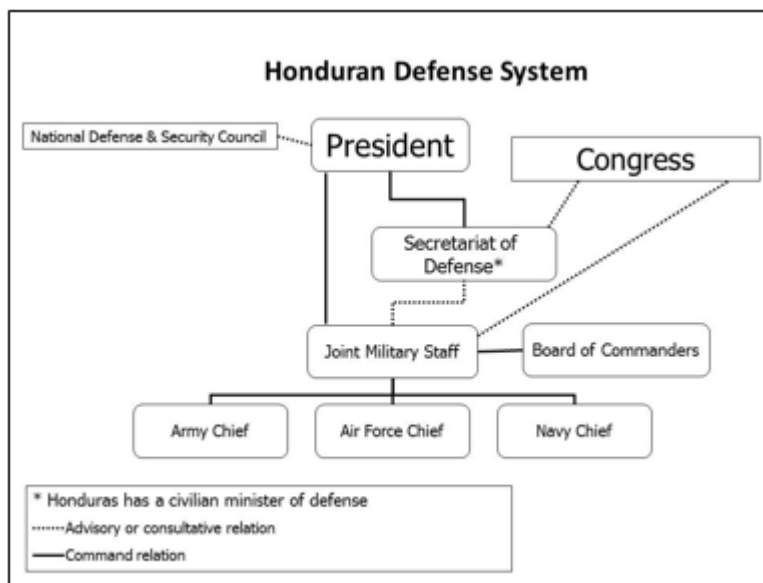 Honduran Defense System
National Defense & Security Council
President
Congress
Secretariat of
Defense*
Joint Military Staff
Board of Commanders
Army Chief
Air Force Chief
Navy Chief
* Honduras has a civilian minister of defense
Advisory or consultative relation
Command relation